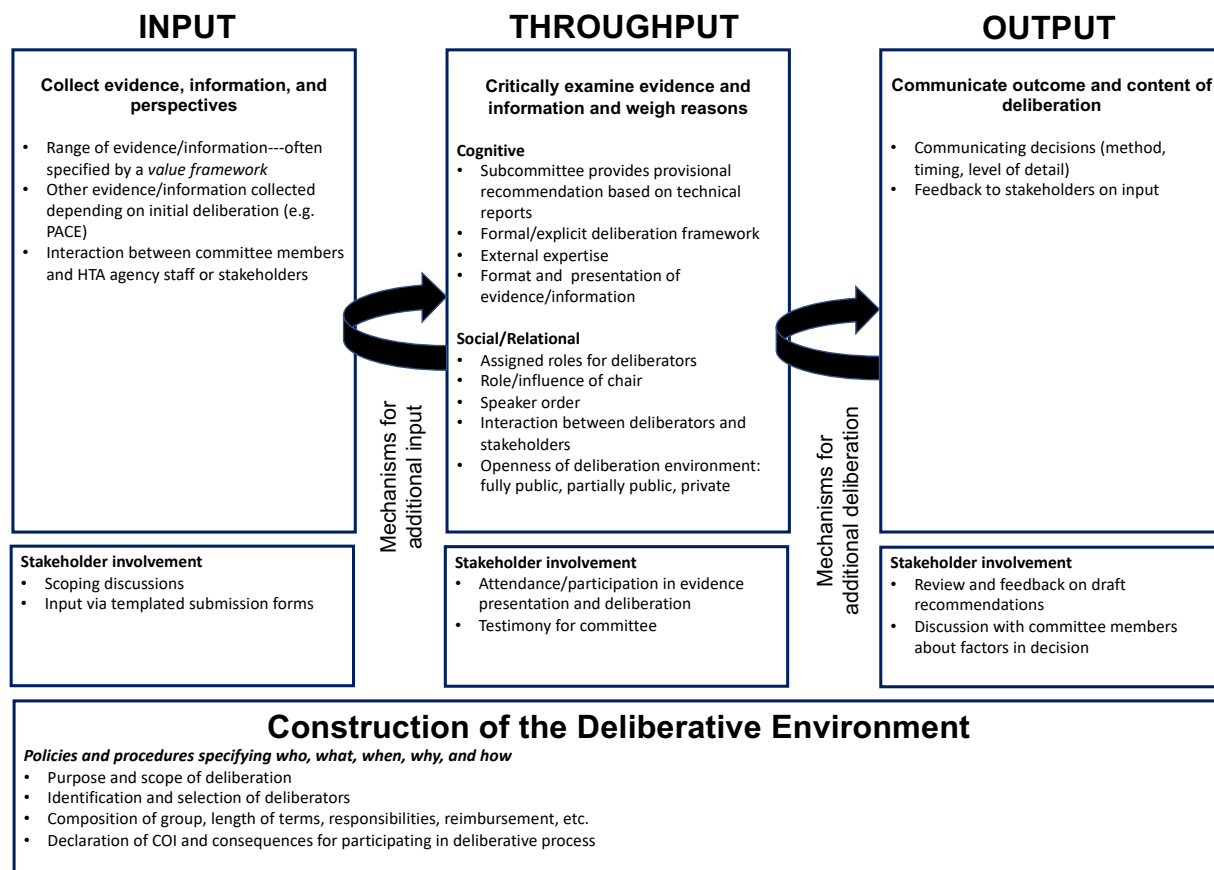 INPUT
Collect evidence, information, and
perspectives
• Range of evidence/information---often
specified by a value framework
• Other evidence/information collected
depending on initial deliberation (e.g.
PACE)
• Interaction between committee members
and HTA agency staff or stakeholders
Stakeholder involvement
• Scoping discussions
• Input via templated submission forms
Mechanisms for
additional input
THROUGHPUT
Critically examine evidence and
information and weigh reasons
Cognitive
• Subcommittee provides provisional
recommendation based on technical
reports
• Formal/explicit deliberation framework
• External expertise
• Format and presentation of
evidence/information
Social/Relational
• Assigned roles for deliberators
• Role/influence of chair
• Speaker order
• Interaction between deliberators and
stakeholders
• Openness of deliberation environment:
fully public, partially public, private
Stakeholder involvement
• Attendance/participation in evidence
presentation and deliberation
• Testimony for committee
Mechanisms for
additional deliberation
OUTPUT
Communicate outcome and content of
deliberation
• Communicating decisions (method,
timing, level of detail)
• Feedback to stakeholders on input
Stakeholder involvement
• Review and feedback on draft
recommendations
• Discussion with committee members
about factors in decision
Construction of the Deliberative Environment
Policies and procedures specifying who, what, when, why, and how
• Purpose and scope of deliberation
• Identification and selection of deliberators
• Composition of group, length of terms, responsibilities, reimbursement, etc.
• Declaration of COI and consequences for participating in deliberative process